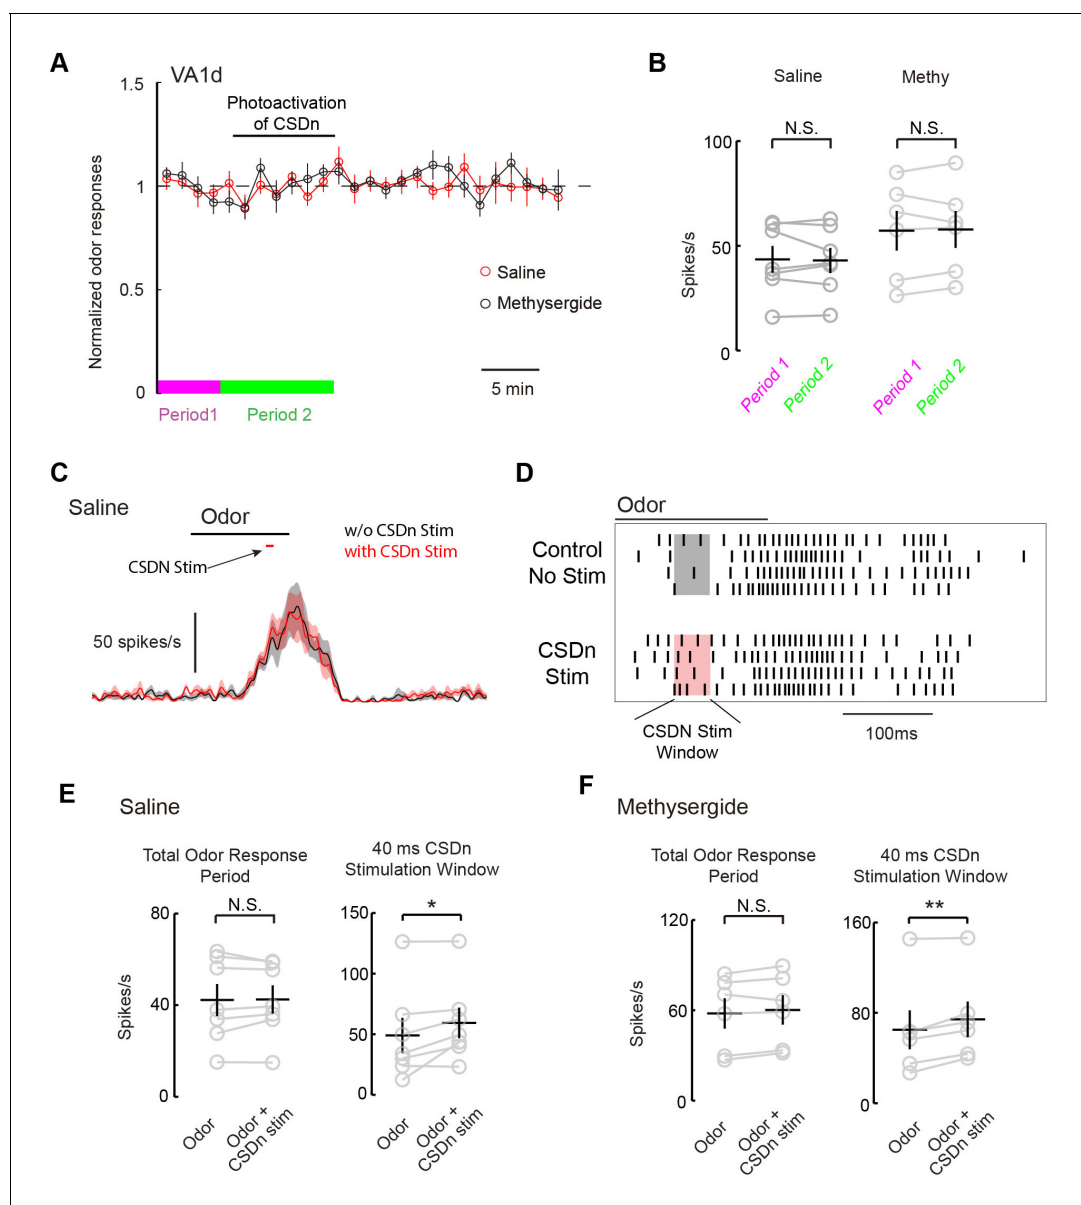 A
VA1d
1.5
1
0.5
0
Normalized odor responses
Photoactivation
of CSDn
Saline
Methysergide
5 min
Period1
Period 2
B
Saline
Methy
N.S.
N.S.
100
50
0
Spikes/s
Period 1
Period 2
Period 1
Period 2
C
Saline
Odor
CSDN Stim
w/o CSDn Stim
with CSDn Stim
50 spikes/s
D
Odor
Control
No Stim
CSDn
Stim
CSDN Stim
Window
100ms
E
Saline
Total Odor Response
Period
N.S.
80
40
0
Spikes/s
Odor
Odor +
CSDn stim
40 ms CSDn
Stimulation Window
*
150
100
50
0
Odor
Odor +
CSDn stim
F
Methysergide
Total Odor Response
Period
N.S.
120
60
0
Spikes/s
Odor
Odor +
CSDn stim
40 ms CSDn
Stimulation Window
**
160
80
0
Odor
Odor +
CSDn stim